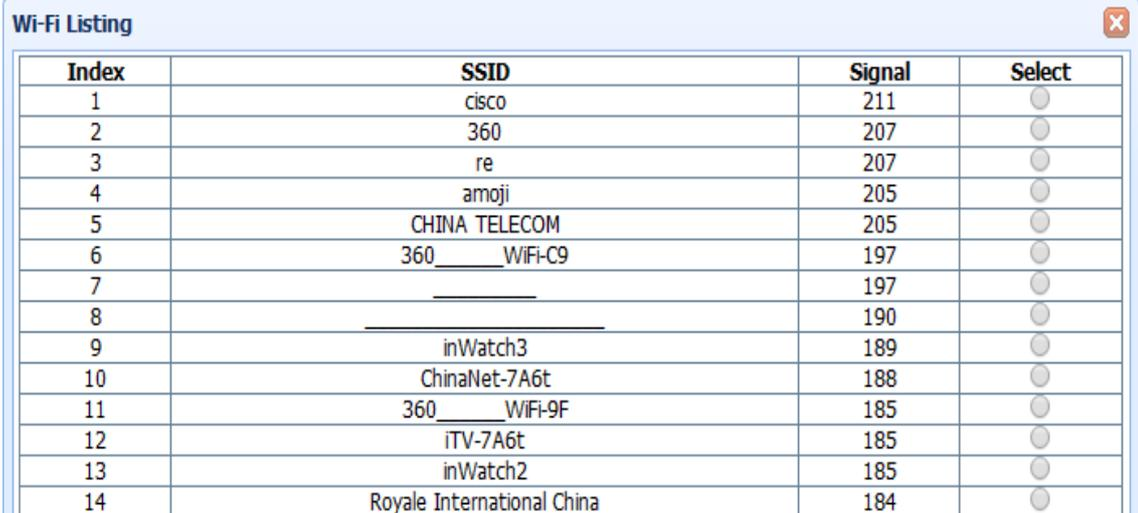 Wi-Fi Listing
Index SSID Signal Select
1 cisco 211
2 360 207
3 re 207
4 amoji 205
5 CHINA TELECOM 205
6 360______WiFi-C9 197
7 _________ 197
8 _____________________ 190
9 inWatch3 189
10 ChinaNet-7A6t 188
11 360______WiFi-9F 185
12 iTV-7A6t 185
13 inWatch2 185
14 Royale International China 184